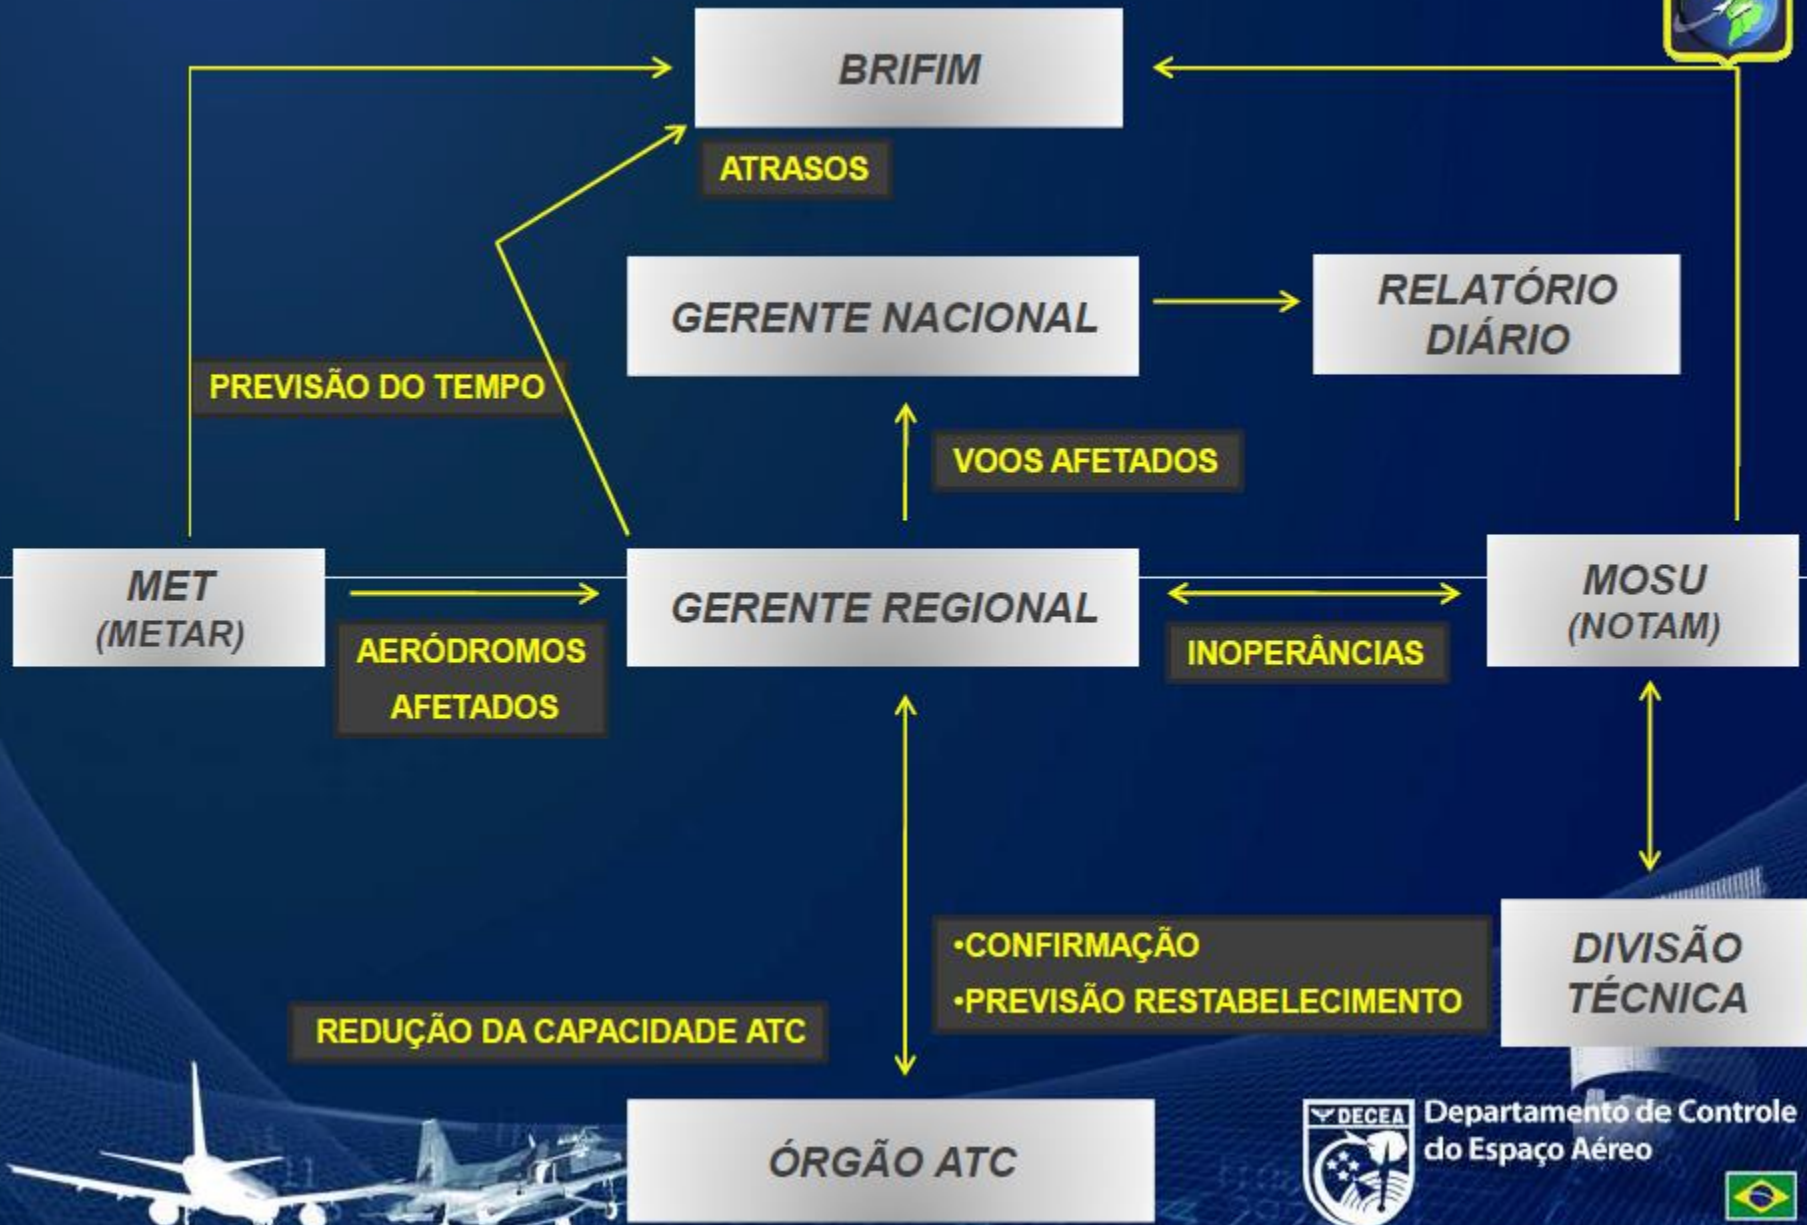 BRIFIM
ATRASOS
GERENTE NACIONAL
RELATÓRIO
DIÁRIO
PREVISÃO DO TEMPO
VOOS AFETADOS
MET
(METAR)
AERÓDROMOS
AFETADOS
GERENTE REGIONAL
INOPERÂNCIAS
MOSU
(NOTAM)
•CONFIRMAÇÃO
•PREVISÃO RESTABELECIMENTO
DIVISÃO
TÉCNICA
REDUÇÃO DA CAPACIDADE ATC
ÓRGÃO ATC
DECEA
Departamento de Controle
do Espaço Aéreo